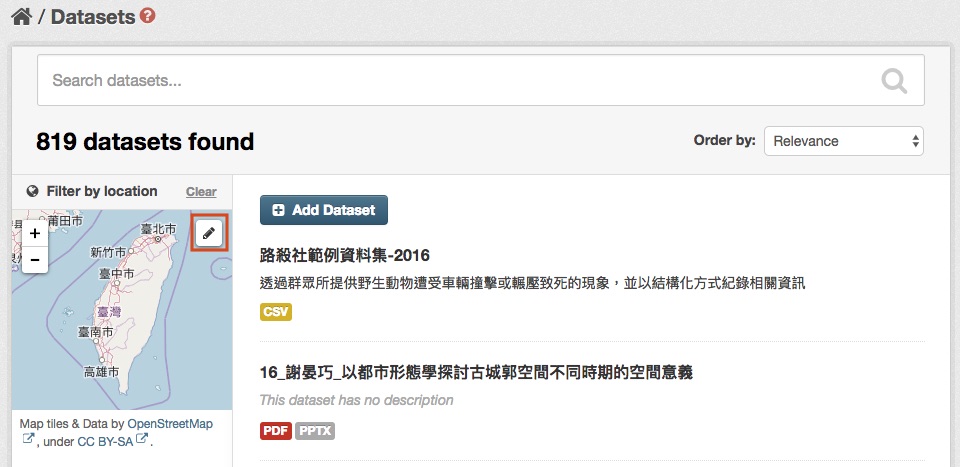 / Datasets ?
Search datasets...
819 datasets found
Order by: Relevance
Filter by location Clear
莆田市
臺北市
+
新竹市
-
臺中市
臺灣
臺南市
高雄市
Map tiles & Data by OpenStreetMap
, under CC BY-SA .
Add Dataset
路殺社範例資料集-2016
透過群眾所提供野生動物遭受車輛撞擊或輾壓致死的現象，並以結構化方式紀錄相關資訊
CSV
16_謝晏巧_以都市形態學探討古城郭空間不同時期的空間意義
This dataset has no description
PDF PPTX